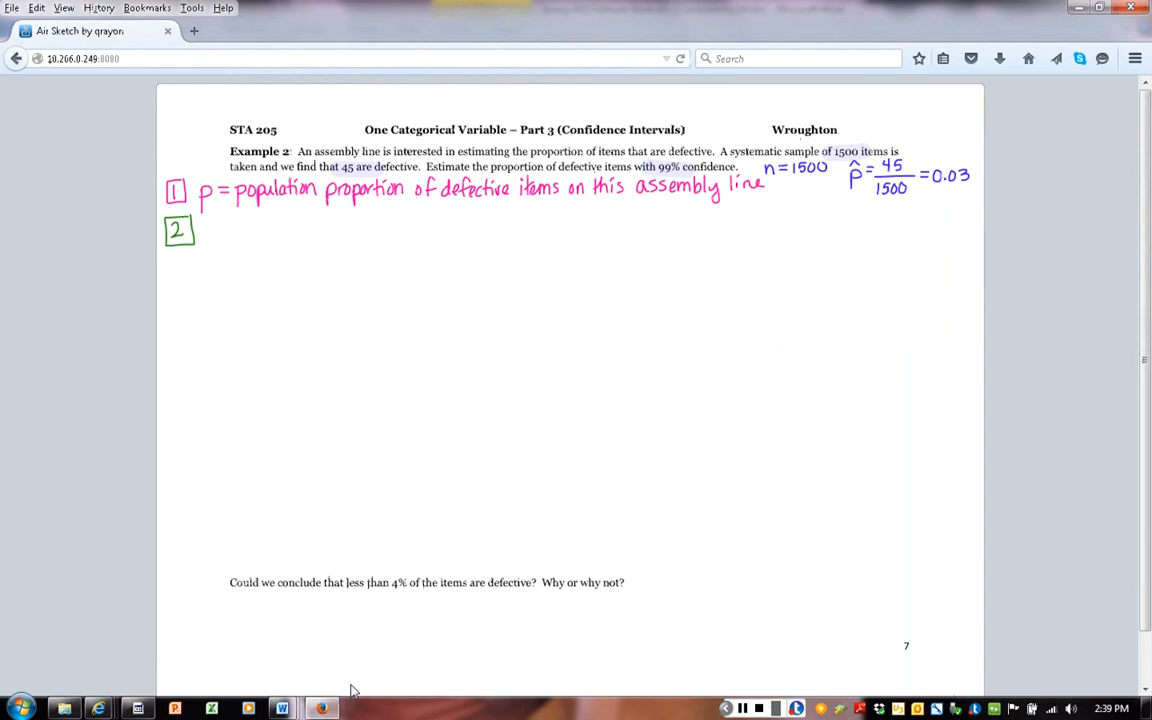 File Edit View History Bookmarks Tools Help
Air Sketch by qrayon × +
10.266.0.249:8080 Search
STA 205 One Categorical Variable – Part 3 (Confidence Intervals) Wroughton
Example 2: An assembly line is interested in estimating the proportion of items that are defective. A systematic sample of 1500 items is
taken and we find that 45 are defective. Estimate the proportion of defective items with 99% confidence.
n = 1500 p̂ = 45/1500 = 0.03
1 p = population proportion of defective items on this assembly line
2
Could we conclude that less than 4% of the items are defective? Why or why not?
7
2:39 PM